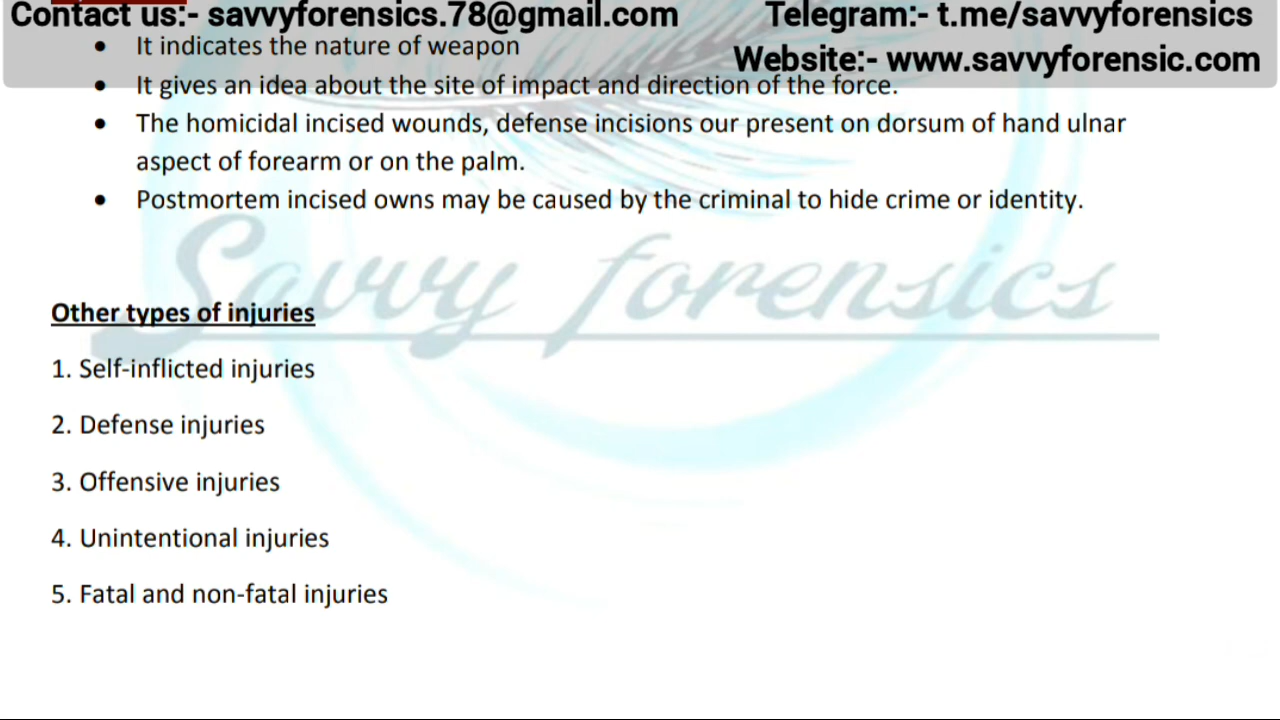 Contact us:- savvyforensics.78@gmail.com Telegram:- t.me/savvyforensics
• It indicates the nature of weapon
Website:- www.savvyforensic.com
• It gives an idea about the site of impact and direction of the force.
• The homicidal incised wounds, defense incisions our present on dorsum of hand ulnar
aspect of forearm or on the palm.
• Postmortem incised owns may be caused by the criminal to hide crime or identity.
Savvy forensics
Other types of injuries
1. Self-inflicted injuries
2. Defense injuries
3. Offensive injuries
4. Unintentional injuries
5. Fatal and non-fatal injuries